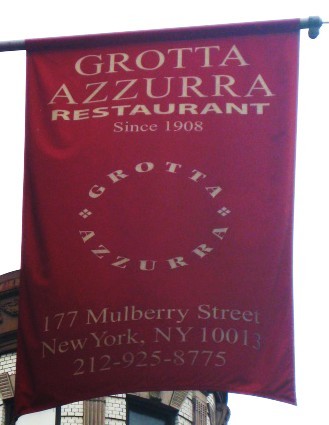 GROTTA
AZZURRA
RESTAURANT
Since 1908
GROTTA
AZZURRA
177 Mulberry Street
New York, NY 10013
212-925-8775